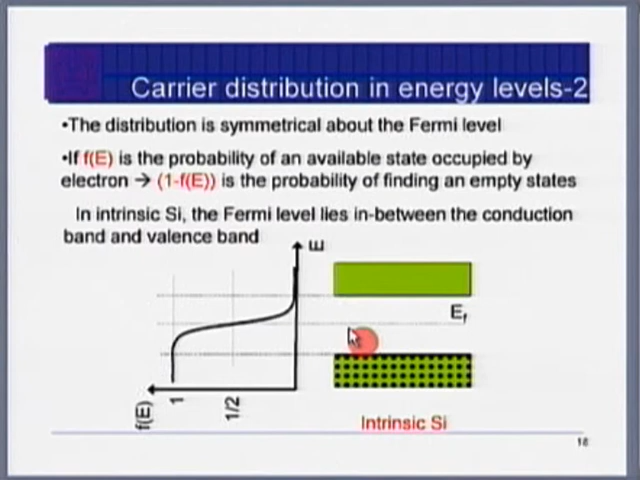 Carrier distribution in energy levels-2
•The distribution is symmetrical about the Fermi level
•If f(E) is the probability of an available state occupied by
electron → (1-f(E)) is the probability of finding an empty states
In intrinsic Si, the Fermi level lies in-between the conduction
band and valence band
E
Ef
f(E)
1
1/2
Intrinsic Si
18